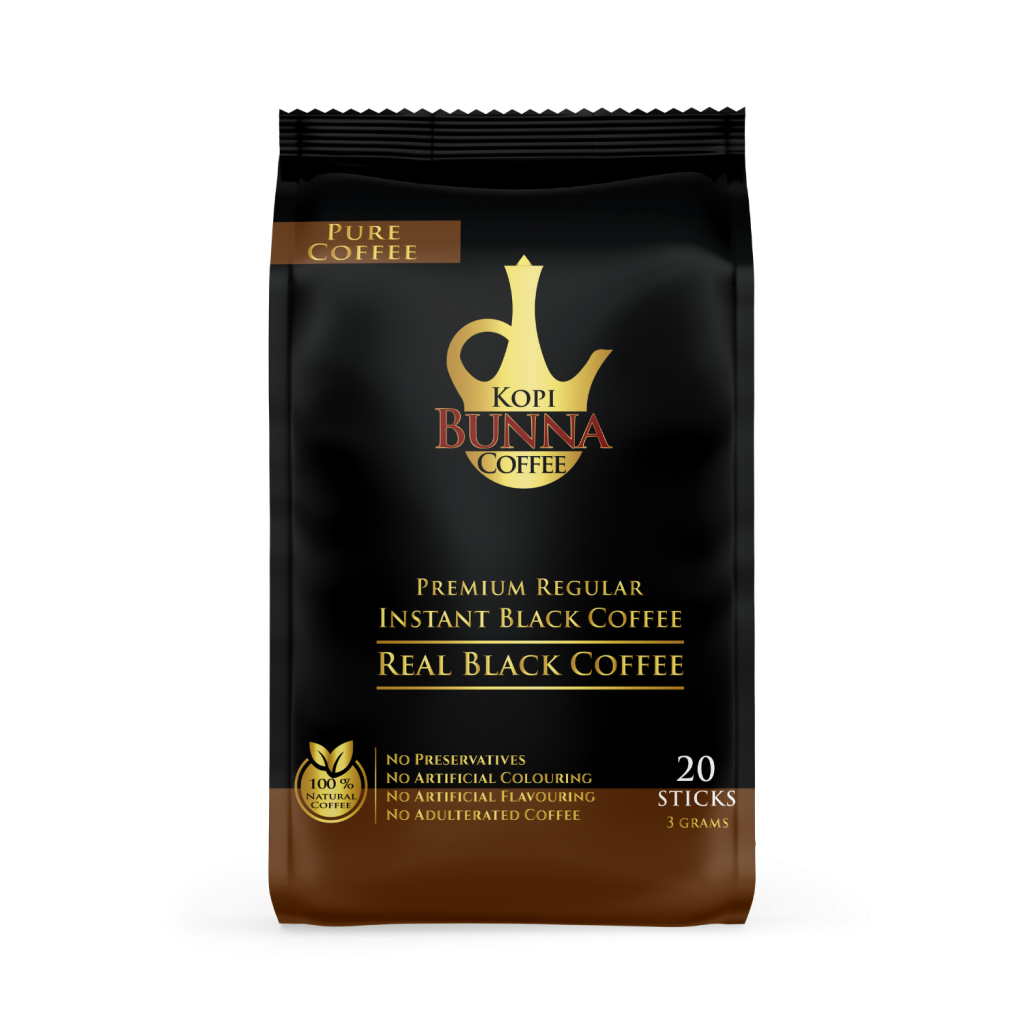 PURE
COFFEE
KOPI
BUNNA
COFFEE
PREMIUM REGULAR
INSTANT BLACK COFFEE
REAL BLACK COFFEE
100 %
NATURAL
COFFEE
NO PRESERVATIVES
NO ARTIFICIAL COLOURING
NO ARTIFICIAL FLAVOURING
NO ADULTERATED COFFEE
20
STICKS
3 GRAMS